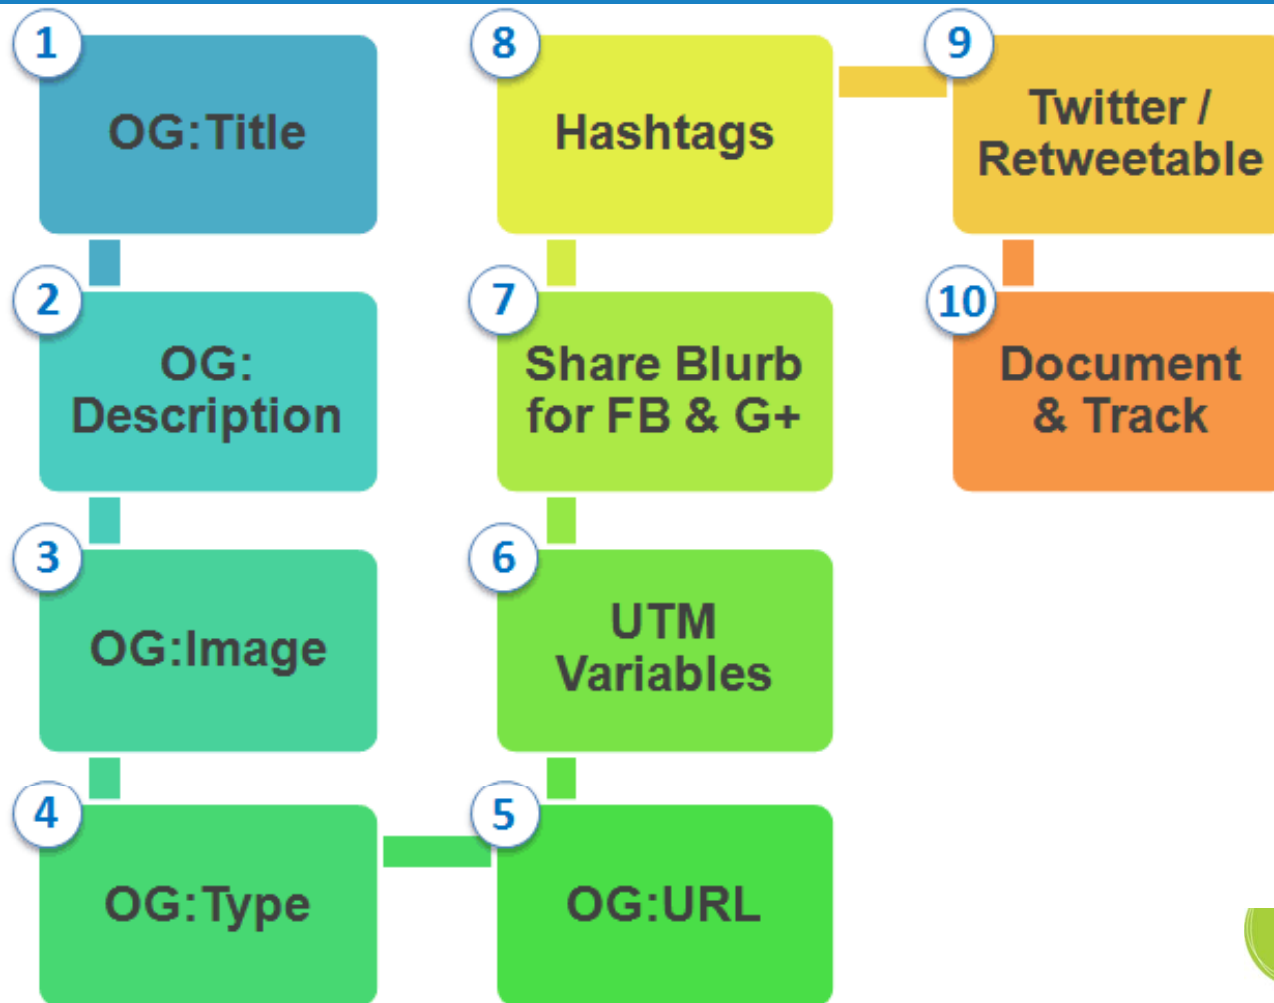 1
OG:Title
2
OG:
Description
3
OG:Image
4
OG:Type
5
OG:URL
6
UTM
Variables
7
Share Blurb
for FB & G+
8
Hashtags
9
Twitter /
Retweetable
10
Document
& Track